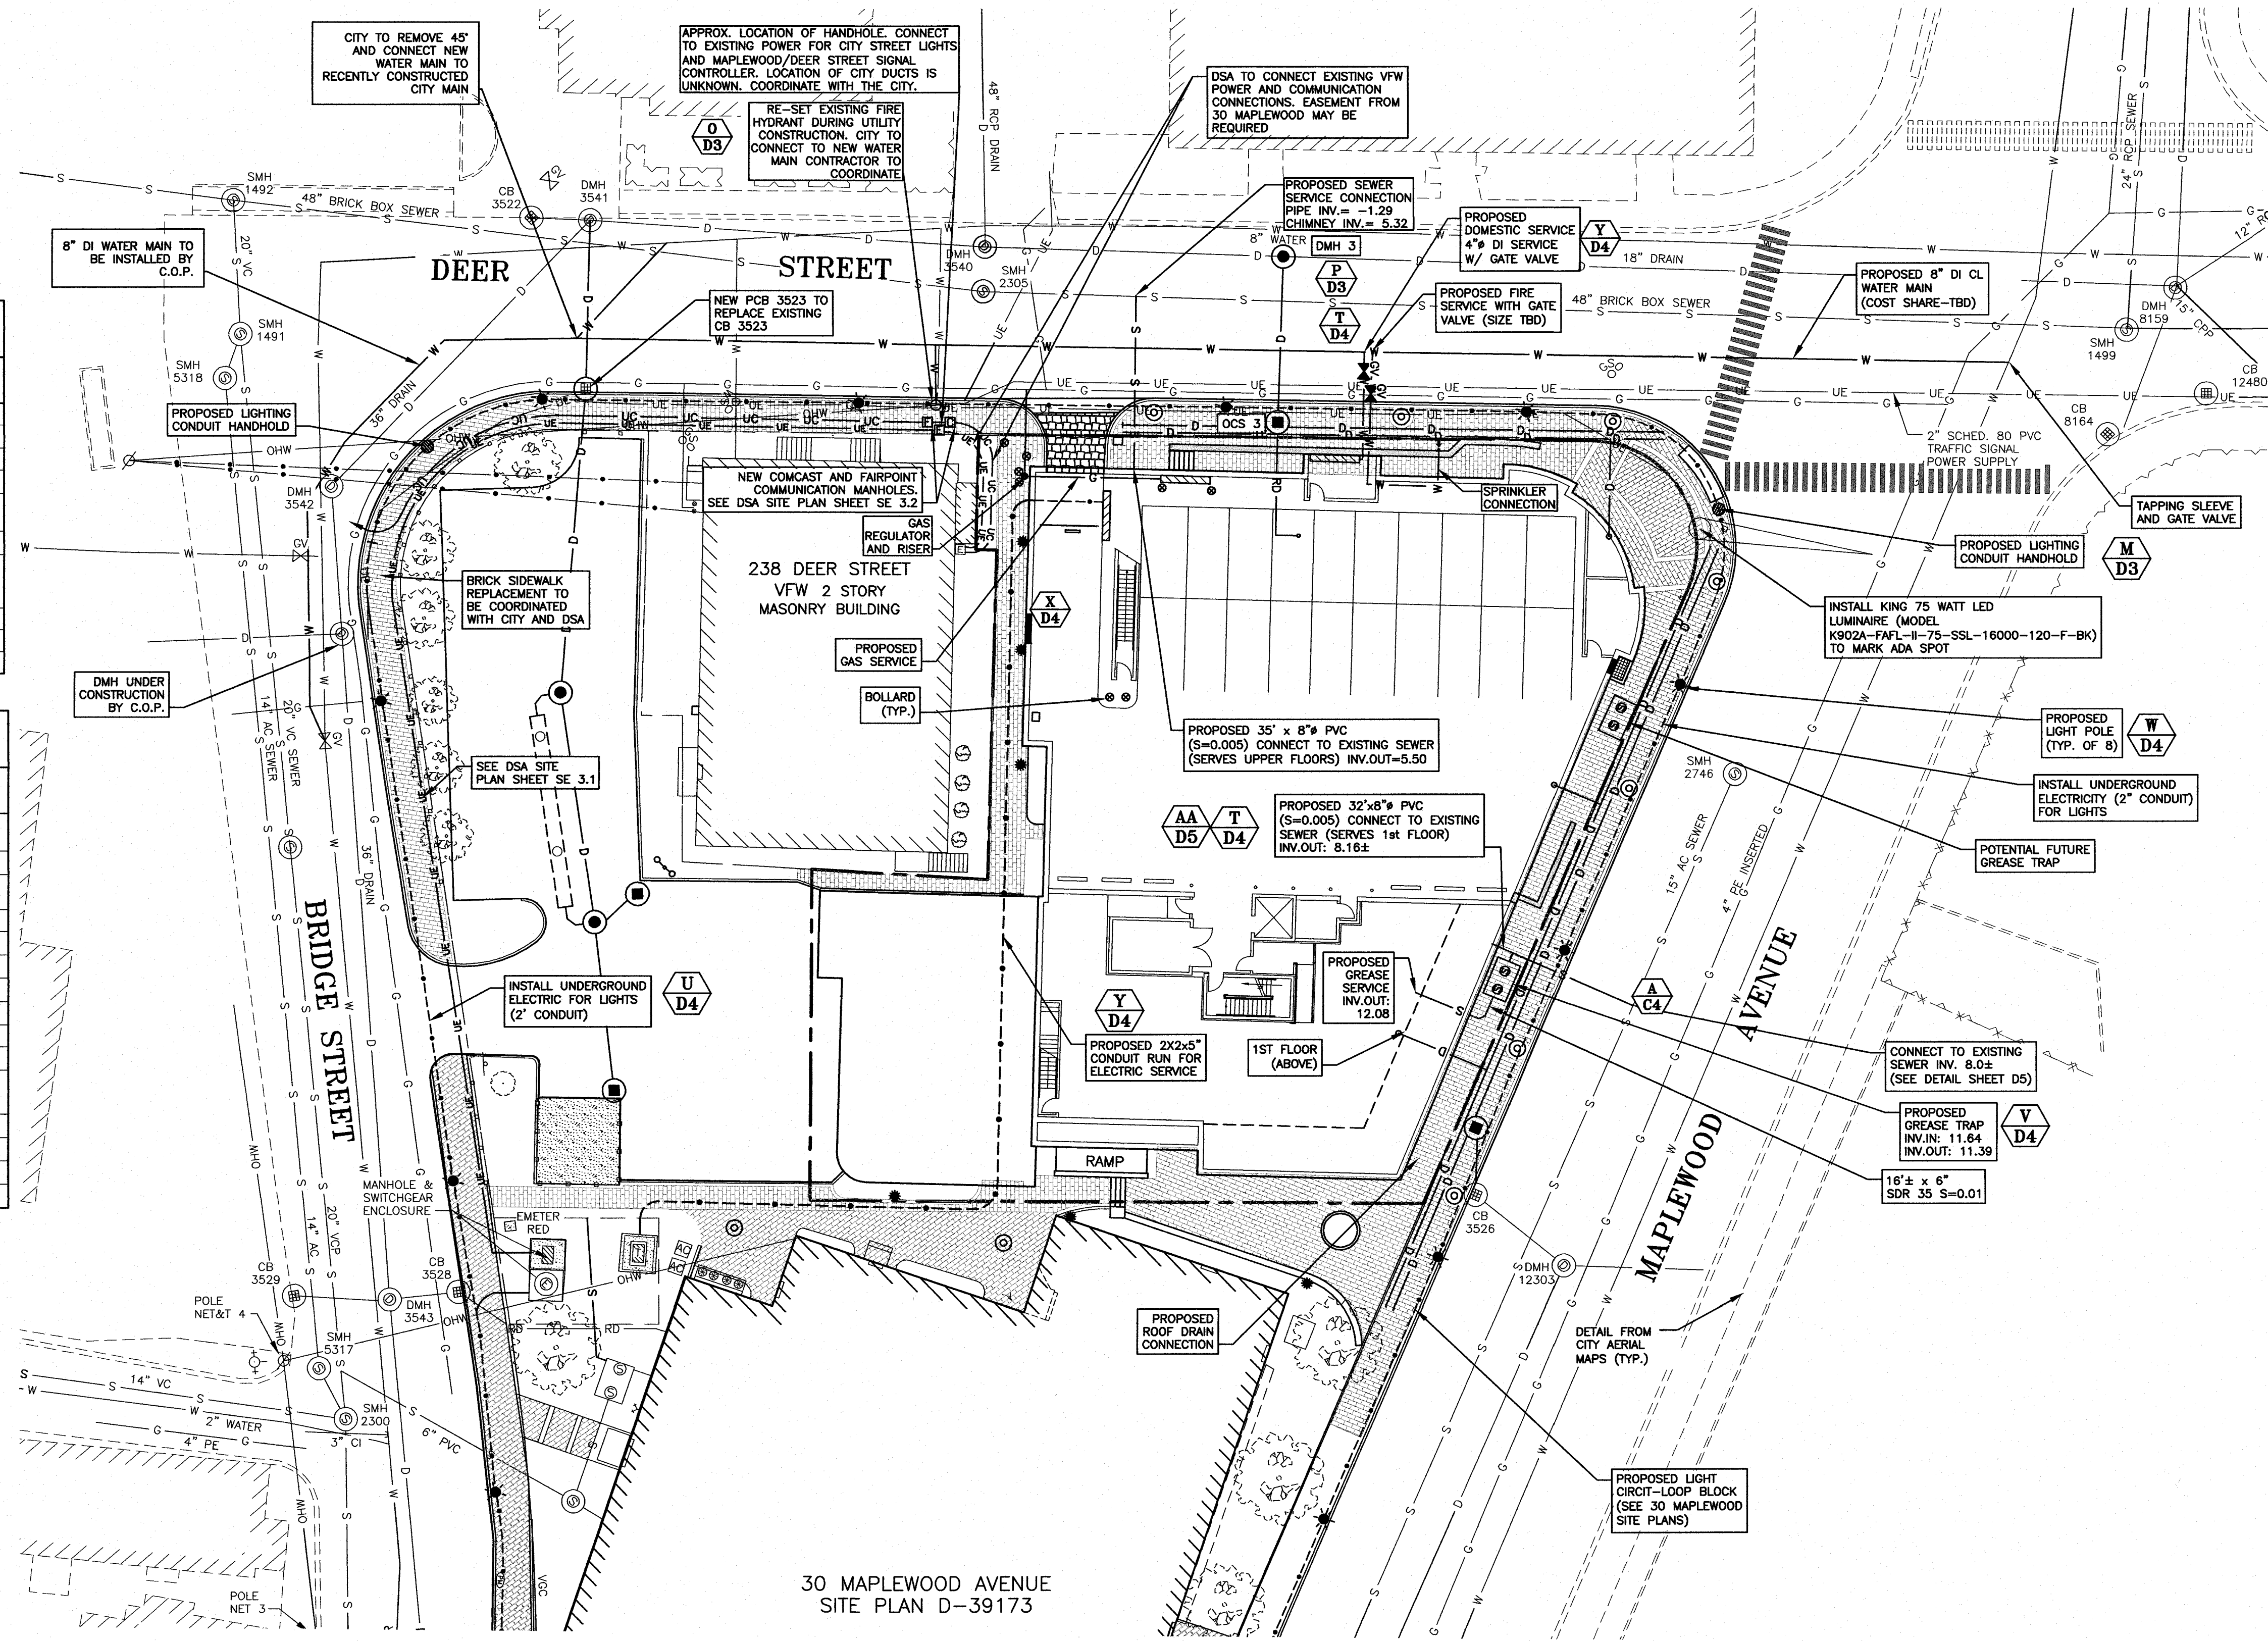 CITY TO REMOVE 45°
AND CONNECT NEW
WATER MAIN TO
RECENTLY CONSTRUCTED
CITY MAIN
APPROX. LOCATION OF HANDHOLE. CONNECT
TO EXISTING POWER FOR CITY STREET LIGHTS
AND MAPLEWOOD/DEER STREET SIGNAL
CONTROLLER. LOCATION OF CITY DUCTS IS
UNKNOWN. COORDINATE WITH THE CITY.
RE-SET EXISTING FIRE
HYDRANT DURING UTILITY
CONSTRUCTION. CITY TO
CONNECT TO NEW WATER
MAIN CONTRACTOR TO
COORDINATE
O
D3
48" RCP DRAIN
DSA TO CONNECT EXISTING VFW
POWER AND COMMUNICATION
CONNECTIONS. EASEMENT FROM
30 MAPLEWOOD MAY BE
REQUIRED
24" RCP SEWER
SMH
1492
48" BRICK BOX SEWER
CB
3522
DMH
3541
PROPOSED SEWER
SERVICE CONNECTION
PIPE INV.= -1.29
CHIMNEY INV.= 5.32
PROPOSED
DOMESTIC SERVICE
4"ø DI SERVICE
W/ GATE VALVE
Y
D4
8" DI WATER MAIN TO
BE INSTALLED BY
C.O.P.
20" VC
DEER STREET
DMH
3540
SMH
2305
8" WATER
DMH 3
P
D3
T
D4
18" DRAIN
PROPOSED FIRE
SERVICE WITH GATE
VALVE (SIZE TBD)
48" BRICK BOX SEWER
PROPOSED 8" DI CL
WATER MAIN
(COST SHARE-TBD)
DMH
8159
15" CPP
SMH
1499
CB
12480
CB
8164
NEW PCB 3523 TO
REPLACE EXISTING
CB 3523
SMH
1491
SMH
5318
36" DRAIN
PROPOSED LIGHTING
CONDUIT HANDHOLD
OHW
DMH
3542
OCS 3
2" SCHED. 80 PVC
TRAFFIC SIGNAL
POWER SUPPLY
TAPPING SLEEVE
AND GATE VALVE
NEW COMCAST AND FAIRPOINT
COMMUNICATION MANHOLES.
SEE DSA SITE PLAN SHEET SE 3.2
SPRINKLER
CONNECTION
GAS
REGULATOR
AND RISER
PROPOSED LIGHTING
CONDUIT HANDHOLD
M
D3
GV
BRICK SIDEWALK
REPLACEMENT TO
BE COORDINATED
WITH CITY AND DSA
238 DEER STREET
VFW 2 STORY
MASONRY BUILDING
X
D4
INSTALL KING 75 WATT LED
LUMINAIRE (MODEL
K902A-FAFL-II-75-SSL-16000-120-F-BK)
TO MARK ADA SPOT
PROPOSED
GAS SERVICE
DMH UNDER
CONSTRUCTION
BY C.O.P.
14" AC SEWER
20" VC SEWER
GV
BOLLARD
(TYP.)
PROPOSED
LIGHT POLE
(TYP. OF 8)
W
D4
PROPOSED 35' x 8"ø PVC
(S=0.005) CONNECT TO EXISTING SEWER
(SERVES UPPER FLOORS) INV.OUT=5.50
SEE DSA SITE
PLAN SHEET SE 3.1
SMH
2746
INSTALL UNDERGROUND
ELECTRICITY (2" CONDUIT)
FOR LIGHTS
AA
D5
T
D4
PROPOSED 32'x8"ø PVC
(S=0.005) CONNECT TO EXISTING
SEWER (SERVES 1st FLOOR)
INV.OUT: 8.16±
15" AC SEWER
4" PE INSERTED
POTENTIAL FUTURE
GREASE TRAP
36" DRAIN
BRIDGE STREET
INSTALL UNDERGROUND
ELECTRIC FOR LIGHTS
(2' CONDUIT)
U
D4
PROPOSED
GREASE
SERVICE
INV.OUT:
12.08
Y
D4
PROPOSED 2X2x5"
CONDUIT RUN FOR
ELECTRIC SERVICE
1ST FLOOR
(ABOVE)
A
C4
CONNECT TO EXISTING
SEWER INV. 8.0±
(SEE DETAIL SHEET D5)
PROPOSED
GREASE TRAP
INV.IN: 11.64
INV.OUT: 11.39
V
D4
16'± x 6"
SDR 35 S=0.01
MAPLEWOOD AVENUE
RAMP
MANHOLE &
SWITCHGEAR
ENCLOSURE
EMETER
RED
AC
AC
OHW
CB
3526
DMH
12303
14" AC
20" VCP
CB
3529
CB
3528
DMH
3543
POLE
NET&T 4
SMH
5317
RD
RD
PROPOSED
ROOF DRAIN
CONNECTION
DETAIL FROM
CITY AERIAL
MAPS (TYP.)
14" VC
2" WATER
4" PE
SMH
2300
3" CI
6" PVC
PROPOSED LIGHT
CIRCIT-LOOP BLOCK
(SEE 30 MAPLEWOOD
SITE PLANS)
VGC
POLE
NET 3
30 MAPLEWOOD AVENUE
SITE PLAN D-39173